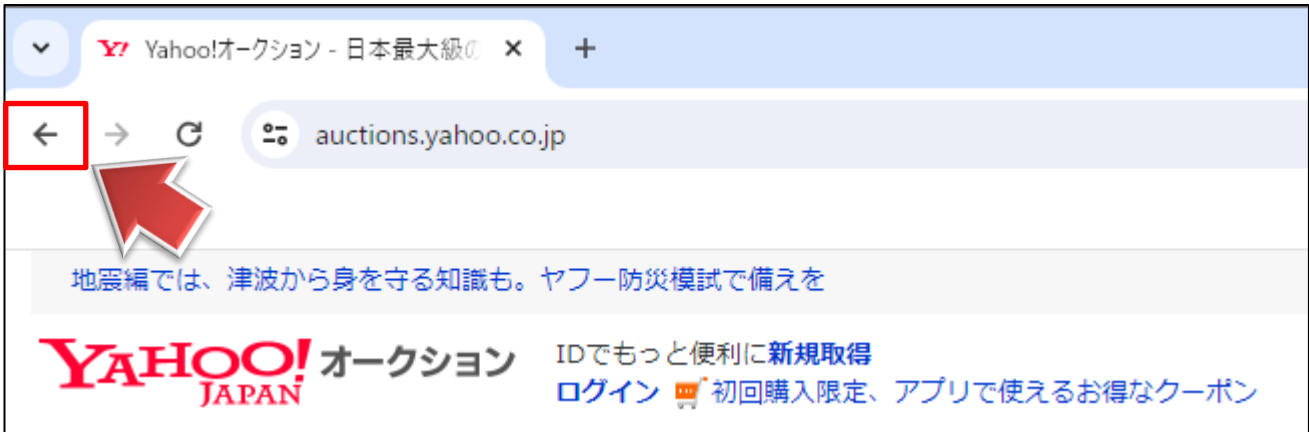 Y! Yahoo!オークション - 日本最大級の
auctions.yahoo.co.jp
地震編では、津波から身を守る知識も。ヤフー防災模試で備えを
YAHOO! JAPAN オークション
IDでもっと便利に新規取得
ログイン 初回購入限定、アプリで使えるお得なクーポン